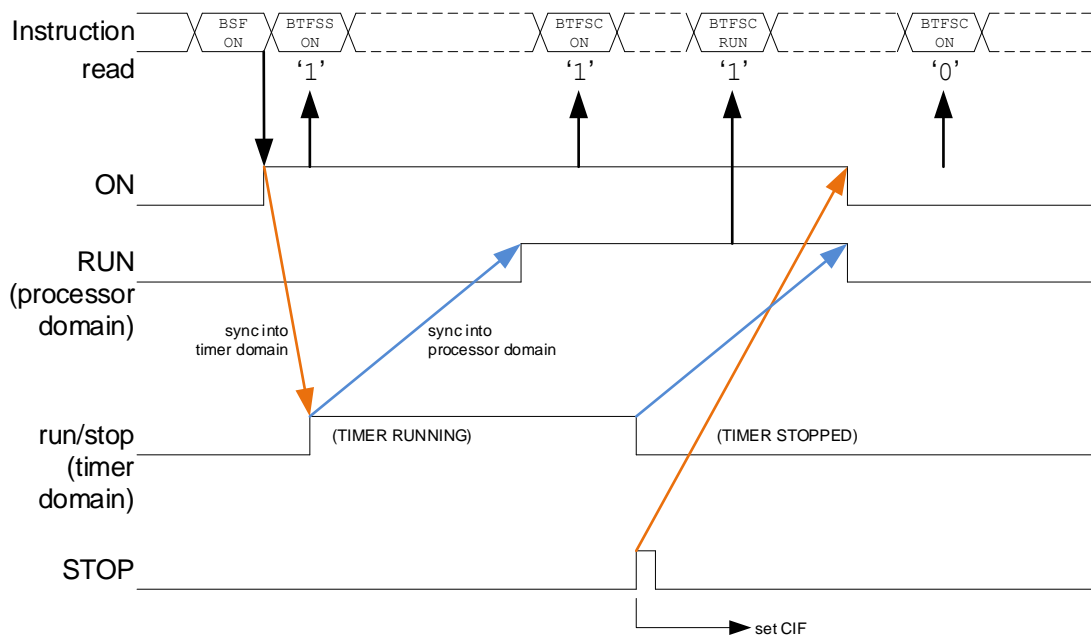 Instruction
BSF
ON
BTFSS
ON
BTFSC
ON
BTFSC
RUN
BTFSC
ON
read
‘1’
‘1’
‘1’
‘0’
ON
RUN
(processor
domain)
sync into
timer domain
sync into
processor domain
run/stop
(timer
domain)
(TIMER RUNNING)
(TIMER STOPPED)
STOP
set CIF